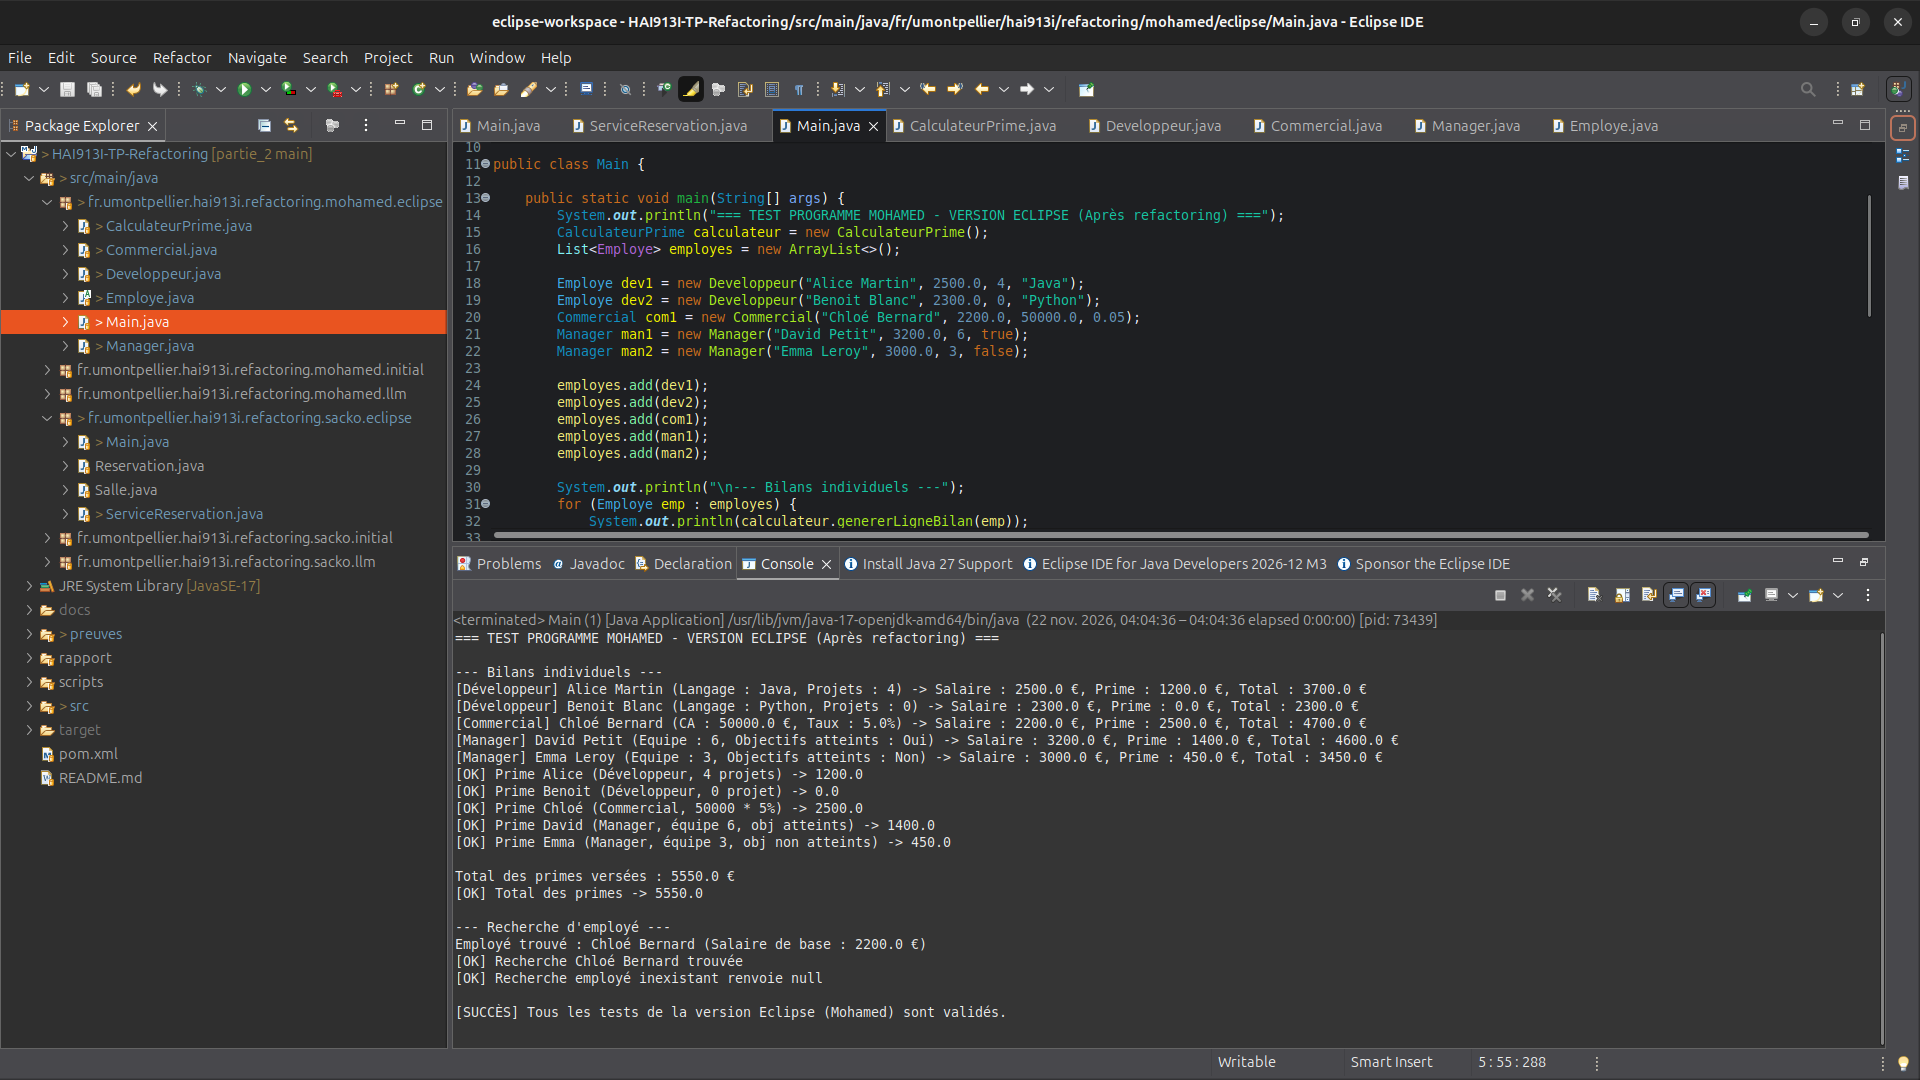 eclipse-workspace - HAI913I-TP-Refactoring/src/main/java/fr/umontpellier/hai913i/refactoring/mohamed/eclipse/Main.java - Eclipse IDE
File Edit Source Refactor Navigate Search Project Run Window Help
Package Explorer
> HAI913I-TP-Refactoring [partie_2 main]
> src/main/java
> fr.umontpellier.hai913i.refactoring.mohamed.eclipse
> CalculateurPrime.java
> Commercial.java
> Developpeur.java
> Employe.java
> Main.java
> Manager.java
fr.umontpellier.hai913i.refactoring.mohamed.initial
fr.umontpellier.hai913i.refactoring.mohamed.llm
> fr.umontpellier.hai913i.refactoring.sacko.eclipse
> Main.java
Reservation.java
Salle.java
> ServiceReservation.java
fr.umontpellier.hai913i.refactoring.sacko.initial
fr.umontpellier.hai913i.refactoring.sacko.llm
JRE System Library [JavaSE-17]
docs
> preuves
rapport
scripts
> src
target
pom.xml
README.md
Main.java ServiceReservation.java Main.java CalculateurPrime.java Developpeur.java Commercial.java Manager.java Employe.java
10
11 public class Main {
12
13 public static void main(String[] args) {
14 System.out.println("=== TEST PROGRAMME MOHAMED - VERSION ECLIPSE (Après refactoring) ===");
15 CalculateurPrime calculateur = new CalculateurPrime();
16 List<Employe> employes = new ArrayList<>();
17
18 Employe dev1 = new Developpeur("Alice Martin", 2500.0, 4, "Java");
19 Employe dev2 = new Developpeur("Benoit Blanc", 2300.0, 0, "Python");
20 Commercial com1 = new Commercial("Chloé Bernard", 2200.0, 50000.0, 0.05);
21 Manager man1 = new Manager("David Petit", 3200.0, 6, true);
22 Manager man2 = new Manager("Emma Leroy", 3000.0, 3, false);
23
24 employes.add(dev1);
25 employes.add(dev2);
26 employes.add(com1);
27 employes.add(man1);
28 employes.add(man2);
29
30 System.out.println("\n--- Bilans individuels ---");
31 for (Employe emp : employes) {
32 System.out.println(calculateur.genererLigneBilan(emp));
33
Problems Javadoc Declaration Console Install Java 27 Support Eclipse IDE for Java Developers 2026-12 M3 Sponsor the Eclipse IDE
<terminated> Main (1) [Java Application] /usr/lib/jvm/java-17-openjdk-amd64/bin/java (22 nov. 2026, 04:04:36 – 04:04:36 elapsed 0:00:00) [pid: 73439]
=== TEST PROGRAMME MOHAMED - VERSION ECLIPSE (Après refactoring) ===
--- Bilans individuels ---
[Développeur] Alice Martin (Langage : Java, Projets : 4) -> Salaire : 2500.0 €, Prime : 1200.0 €, Total : 3700.0 €
[Développeur] Benoit Blanc (Langage : Python, Projets : 0) -> Salaire : 2300.0 €, Prime : 0.0 €, Total : 2300.0 €
[Commercial] Chloé Bernard (CA : 50000.0 €, Taux : 5.0%) -> Salaire : 2200.0 €, Prime : 2500.0 €, Total : 4700.0 €
[Manager] David Petit (Equipe : 6, Objectifs atteints : Oui) -> Salaire : 3200.0 €, Prime : 1400.0 €, Total : 4600.0 €
[Manager] Emma Leroy (Equipe : 3, Objectifs atteints : Non) -> Salaire : 3000.0 €, Prime : 450.0 €, Total : 3450.0 €
[OK] Prime Alice (Développeur, 4 projets) -> 1200.0
[OK] Prime Benoit (Développeur, 0 projet) -> 0.0
[OK] Prime Chloé (Commercial, 50000 * 5%) -> 2500.0
[OK] Prime David (Manager, équipe 6, obj atteints) -> 1400.0
[OK] Prime Emma (Manager, équipe 3, obj non atteints) -> 450.0
Total des primes versées : 5550.0 €
[OK] Total des primes -> 5550.0
--- Recherche d'employé ---
Employé trouvé : Chloé Bernard (Salaire de base : 2200.0 €)
[OK] Recherche Chloé Bernard trouvée
[OK] Recherche employé inexistant renvoie null
[SUCCÈS] Tous les tests de la version Eclipse (Mohamed) sont validés.
Writable Smart Insert 5 : 55 : 288